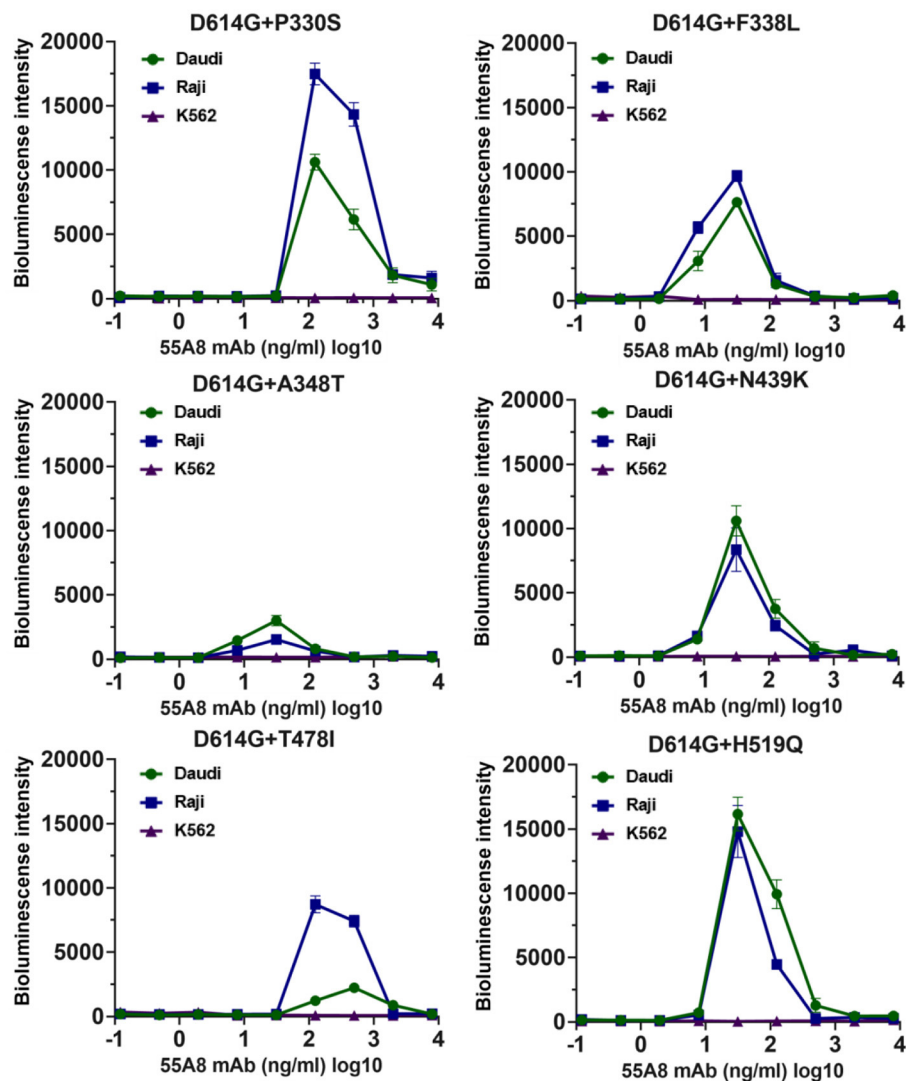 D614G+P330S
Bioluminescense intensity
20000
15000
10000
5000
0
Daudi
Raji
K562
-1 0 1 2 3 4
55A8 mAb (ng/ml) log10
D614G+F338L
Bioluminescense intensity
20000
15000
10000
5000
0
Daudi
Raji
K562
-1 0 1 2 3 4
55A8 mAb (ng/ml) log10
D614G+A348T
Bioluminescense intensity
20000
15000
10000
5000
0
Daudi
Raji
K562
-1 0 1 2 3 4
55A8 mAb (ng/ml) log10
D614G+N439K
Bioluminescense intensity
20000
15000
10000
5000
0
Daudi
Raji
K562
-1 0 1 2 3 4
55A8 mAb (ng/ml) log10
D614G+T478I
Bioluminescense intensity
20000
15000
10000
5000
0
Daudi
Raji
K562
-1 0 1 2 3 4
55A8 mAb (ng/ml) log10
D614G+H519Q
Bioluminescense intensity
20000
15000
10000
5000
0
Daudi
Raji
K562
-1 0 1 2 3 4
55A8 mAb (ng/ml) log10